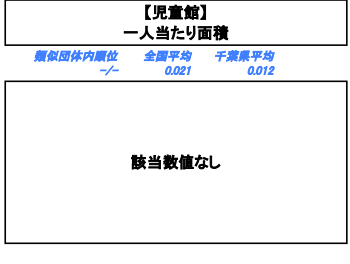 【児童館】
一人当たり面積
類似団体内順位 全国平均 千葉県平均
-/- 0.021 0.012
該当数値なし